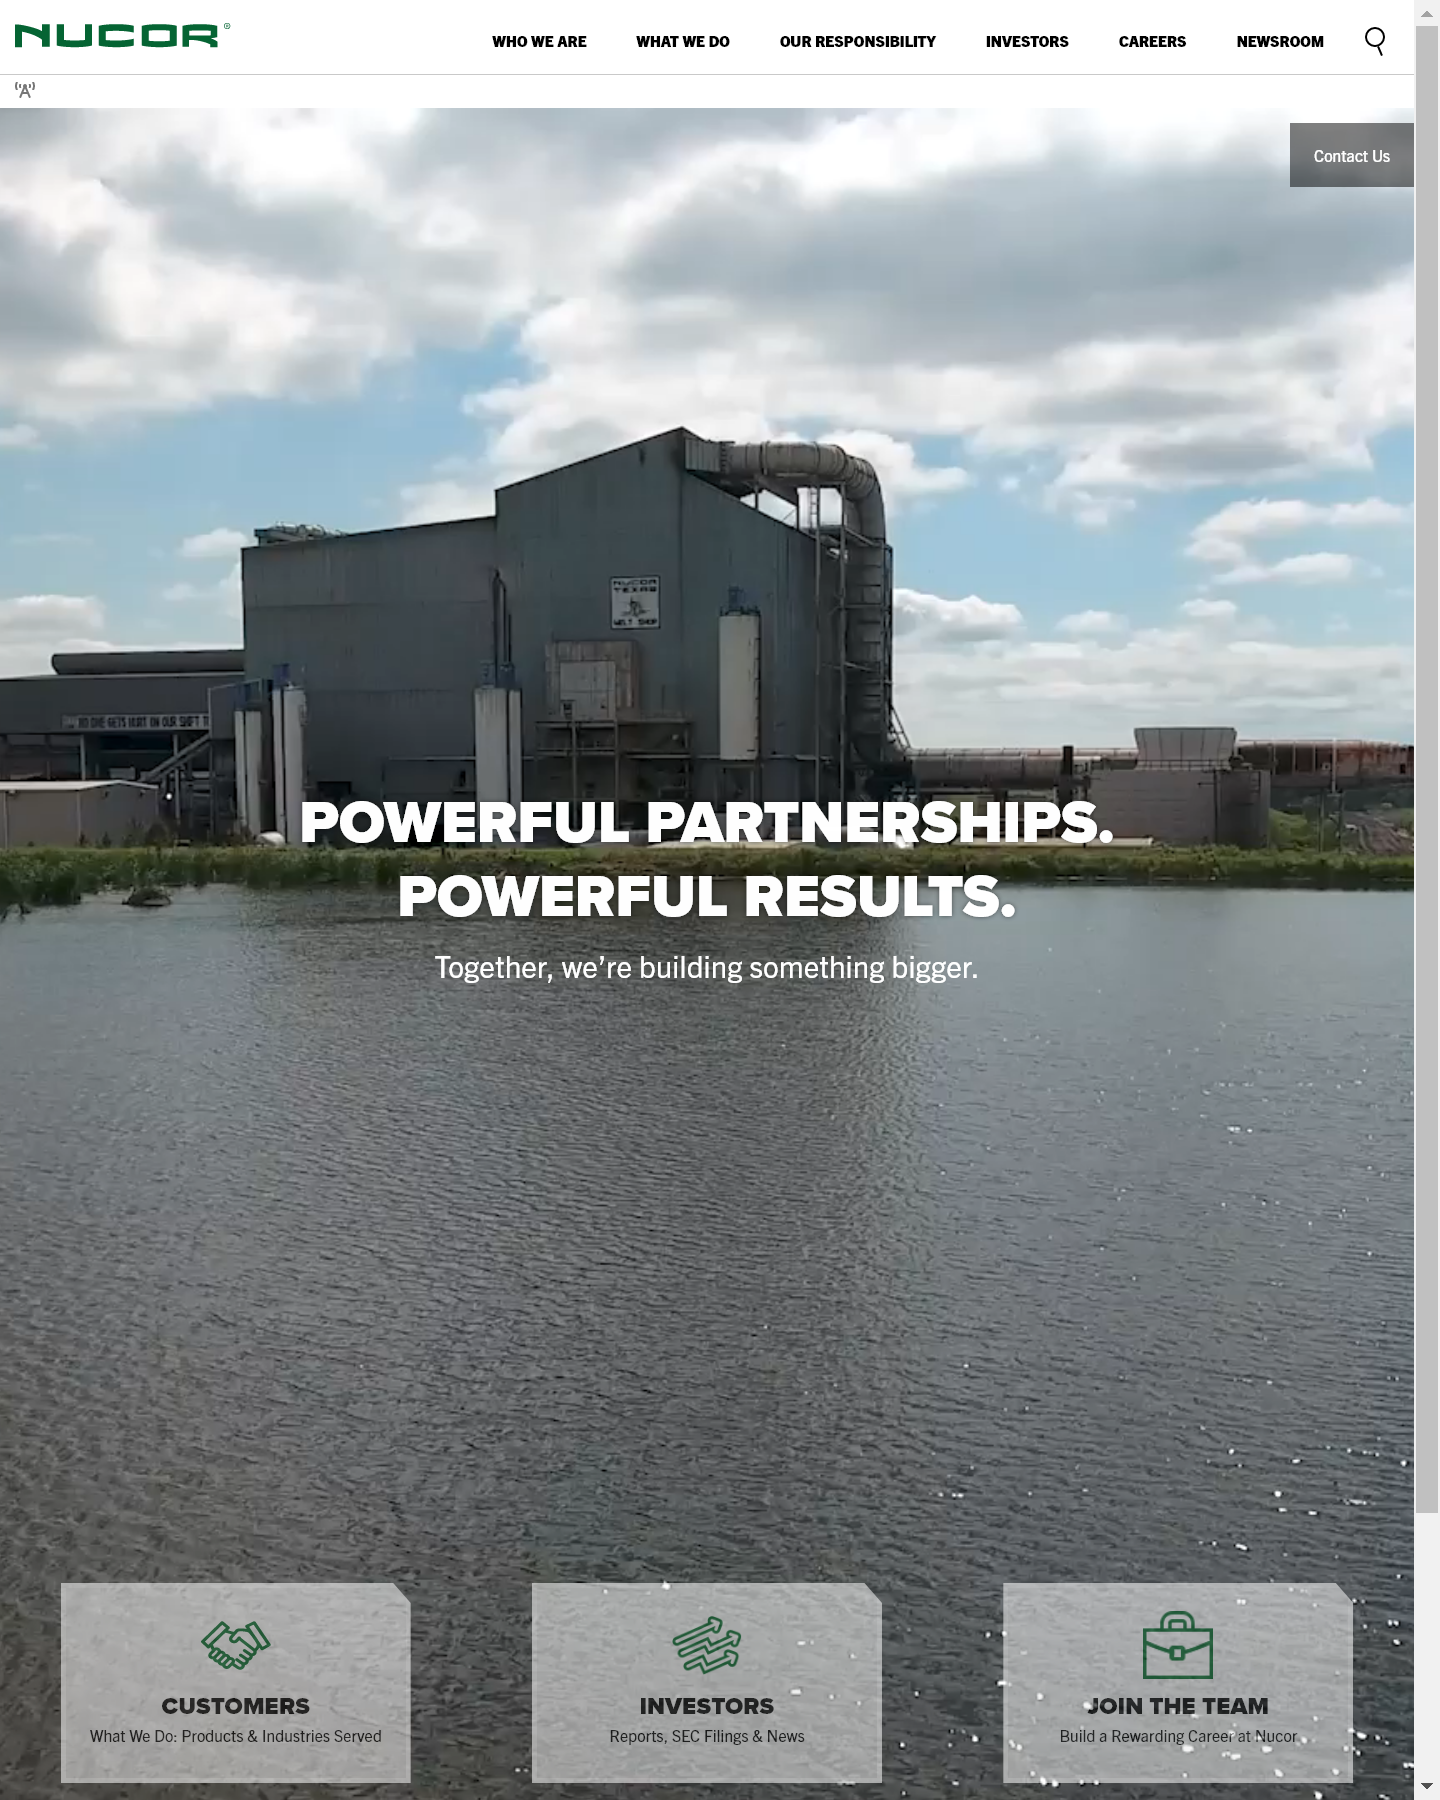 NUCOR®
WHO WE ARE
WHAT WE DO
OUR RESPONSIBILITY
INVESTORS
CAREERS
NEWSROOM
Contact Us
NUCOR
TEXAS
MELT SHOP
NO ONE GETS HURT ON OUR SHIFT
POWERFUL PARTNERSHIPS.
POWERFUL RESULTS.
Together, we’re building something bigger.
CUSTOMERS
What We Do: Products & Industries Served
INVESTORS
Reports, SEC Filings & News
JOIN THE TEAM
Build a Rewarding Career at Nucor